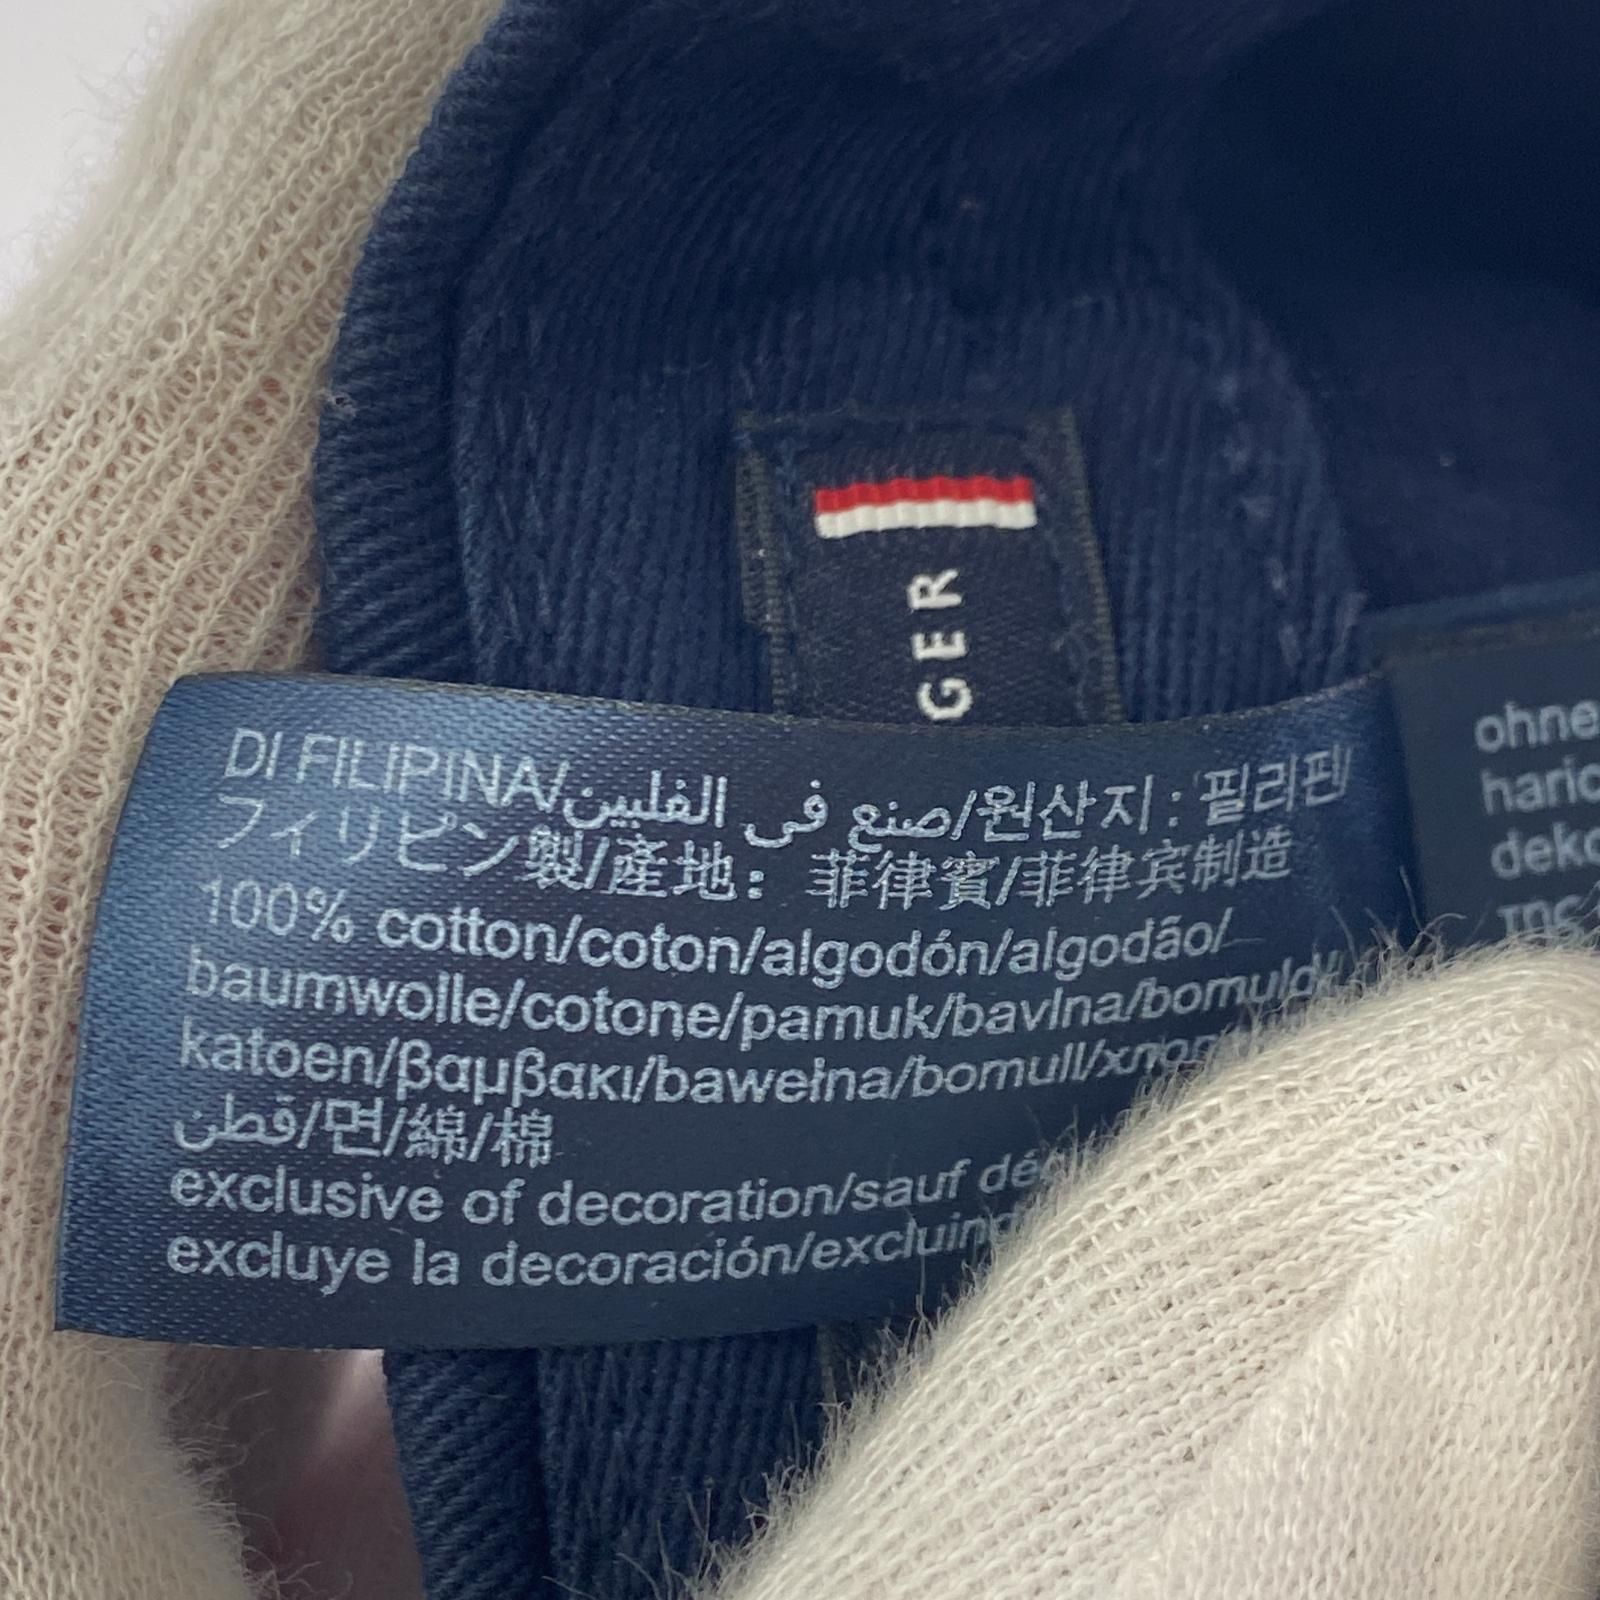 GER
DI FILIPINA/صنع في الفلبين/원산지 : 필리핀/
フィリピン製/產地: 菲律賓/菲律宾制造
100% cotton/coton/algodón/algodão/
baumwolle/cotone/pamuk/bavlna/bomuld/
katoen/βαμβακι/bawełna/bomull/
قطن/면/綿/棉
exclusive of decoration/sauf
excluye la decoración/
ohne